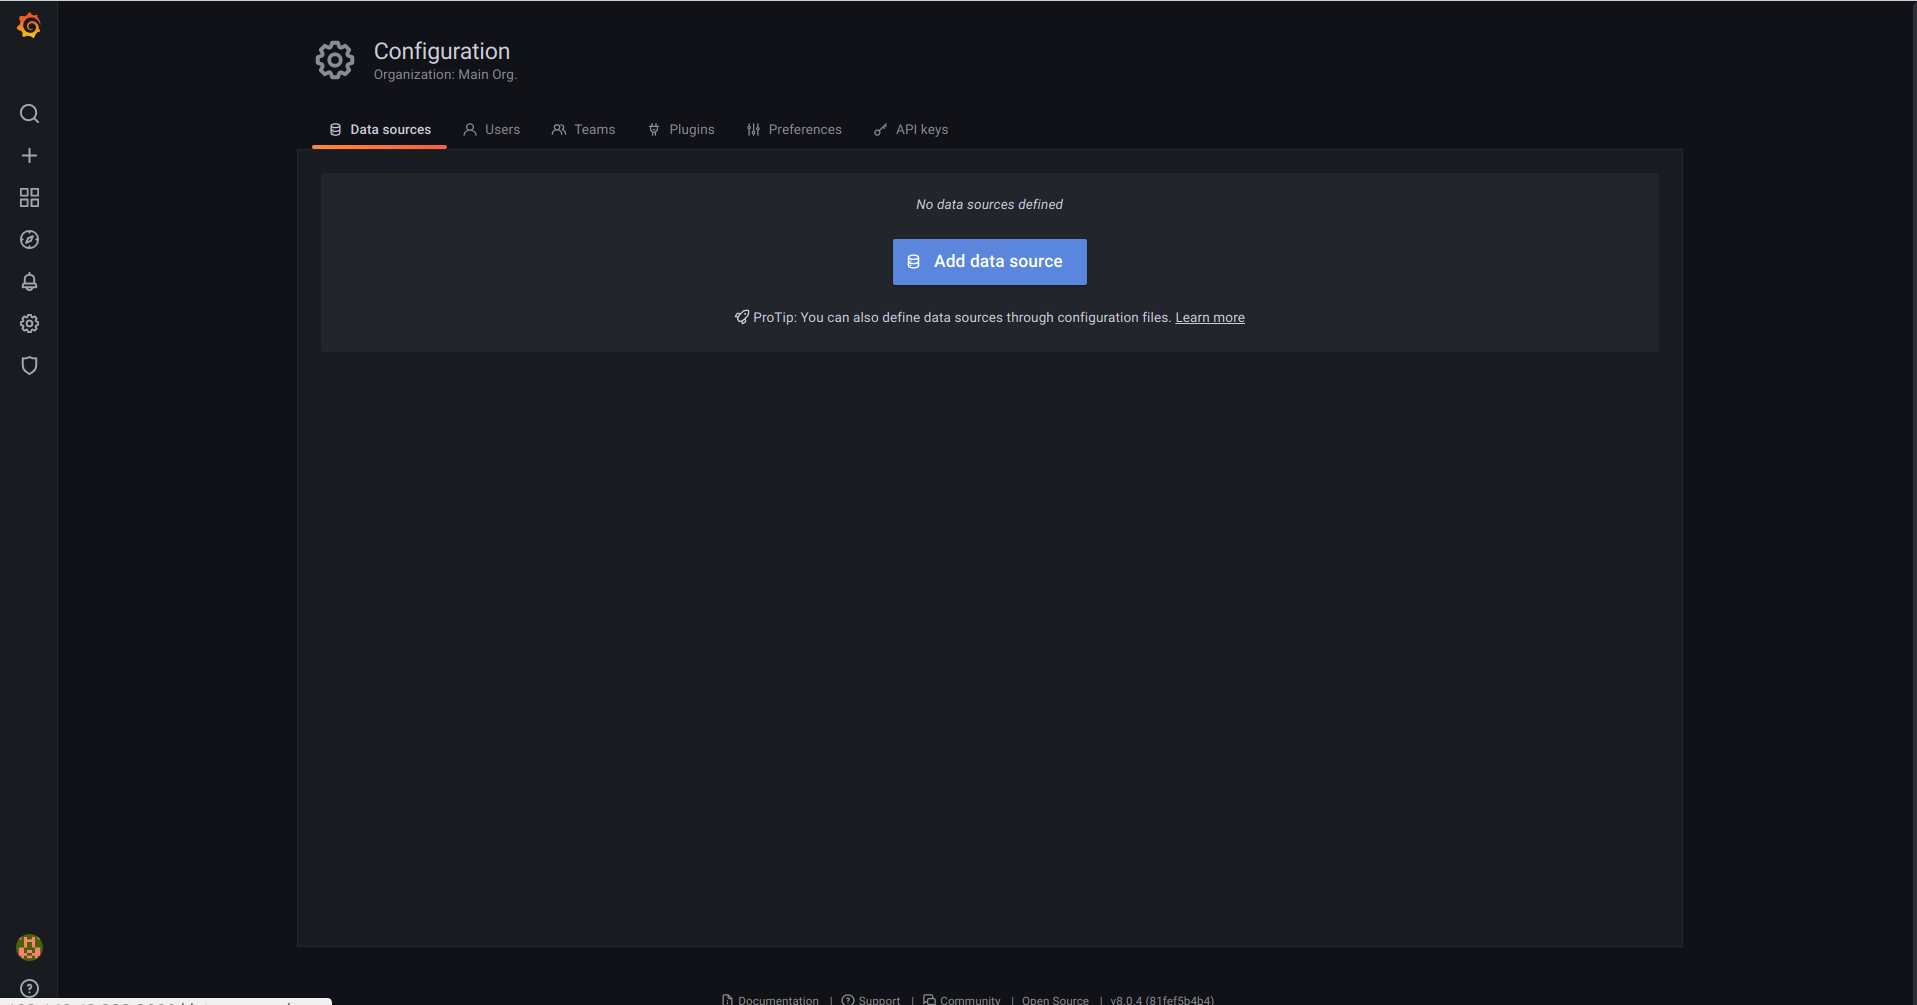 Configuration
Organization: Main Org.
Data sources
Users
Teams
Plugins
Preferences
API keys
No data sources defined
Add data source
ProTip: You can also define data sources through configuration files. Learn more
Documentation | Support | Community | Open Source | v8.0.4 (81fef5b4b4)